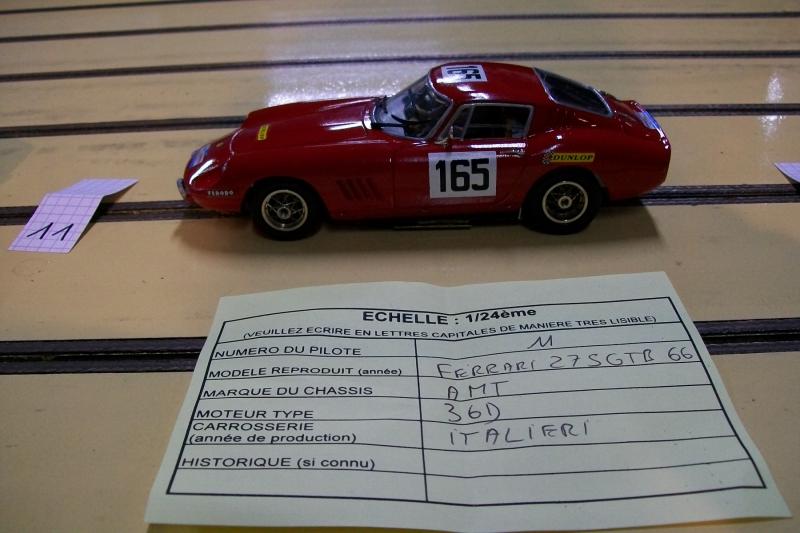 165
165
DUNLOP
FERODO
11
ECHELLE : 1/24ème
(VEUILLEZ ECRIRE EN LETTRES CAPITALES DE MANIERE TRES LISIBLE)
NUMERO DU PILOTE 11
MODELE REPRODUIT (année) FERRARI 275GTB 66
MARQUE DU CHASSIS AMT
MOTEUR TYPE 36D
CARROSSERIE
(année de production) ITALIERI
HISTORIQUE (si connu)